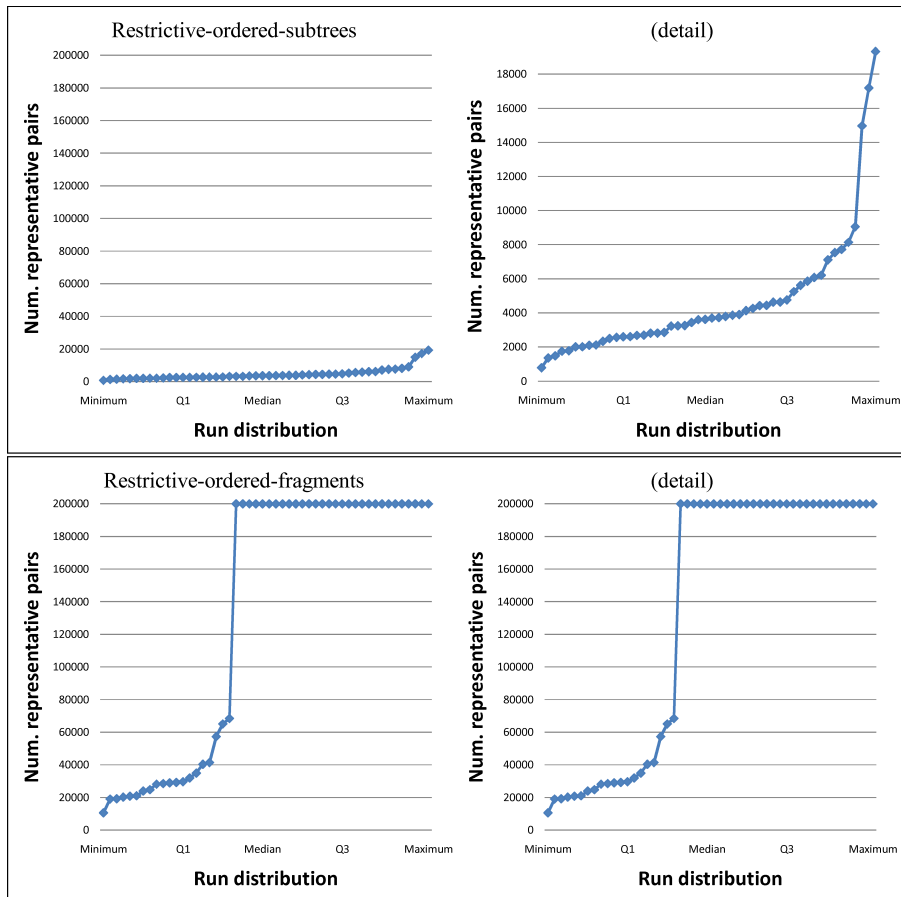 Restrictive-ordered-subtrees
Num. representative pairs
200000
180000
160000
140000
120000
100000
80000
60000
40000
20000
0
Minimum Q1 Median Q3 Maximum
Run distribution
(detail)
Num. representative pairs
18000
16000
14000
12000
10000
8000
6000
4000
2000
0
Minimum Q1 Median Q3 Maximum
Run distribution
Restrictive-ordered-fragments
Num. representative pairs
200000
180000
160000
140000
120000
100000
80000
60000
40000
20000
0
Minimum Q1 Median Q3 Maximum
Run distribution
(detail)
Num. representative pairs
200000
180000
160000
140000
120000
100000
80000
60000
40000
20000
0
Minimum Q1 Median Q3 Maximum
Run distribution